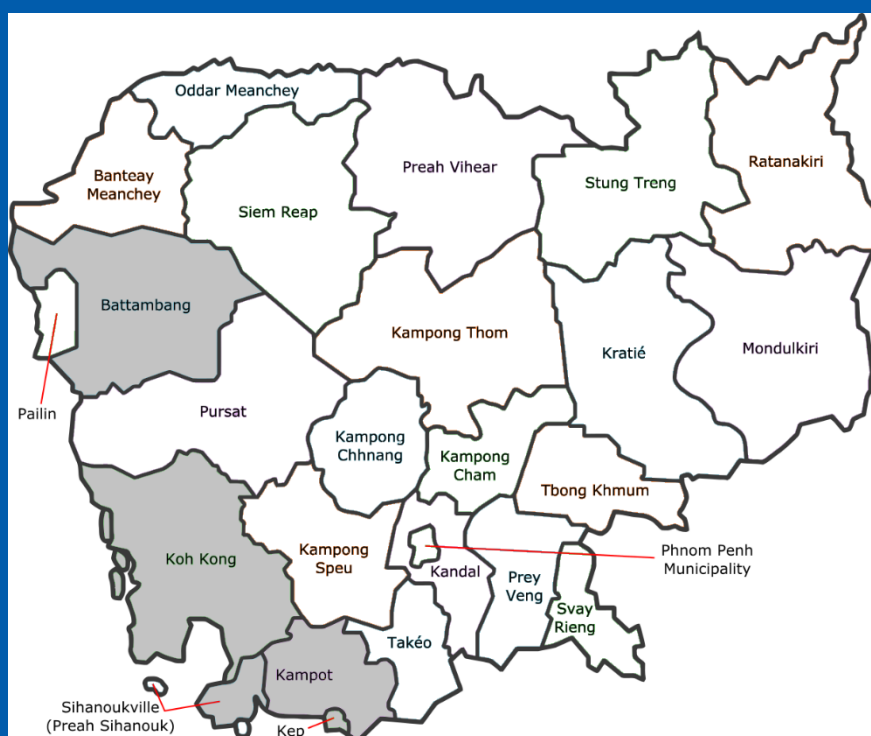 Oddar Meanchey
Banteay
Meanchey
Siem Reap
Preah Vihear
Stung Treng
Ratanakiri
Battambang
Pailin
Pursat
Kampong Thom
Kratié
Mondulkiri
Kampong
Chhnang
Kampong
Cham
Tbong Khmum
Koh Kong
Kampong
Speu
Kandal
Phnom Penh
Municipality
Prey
Veng
Svay
Rieng
Takéo
Kampot
Sihanoukville
(Preah Sihanouk)
Kep